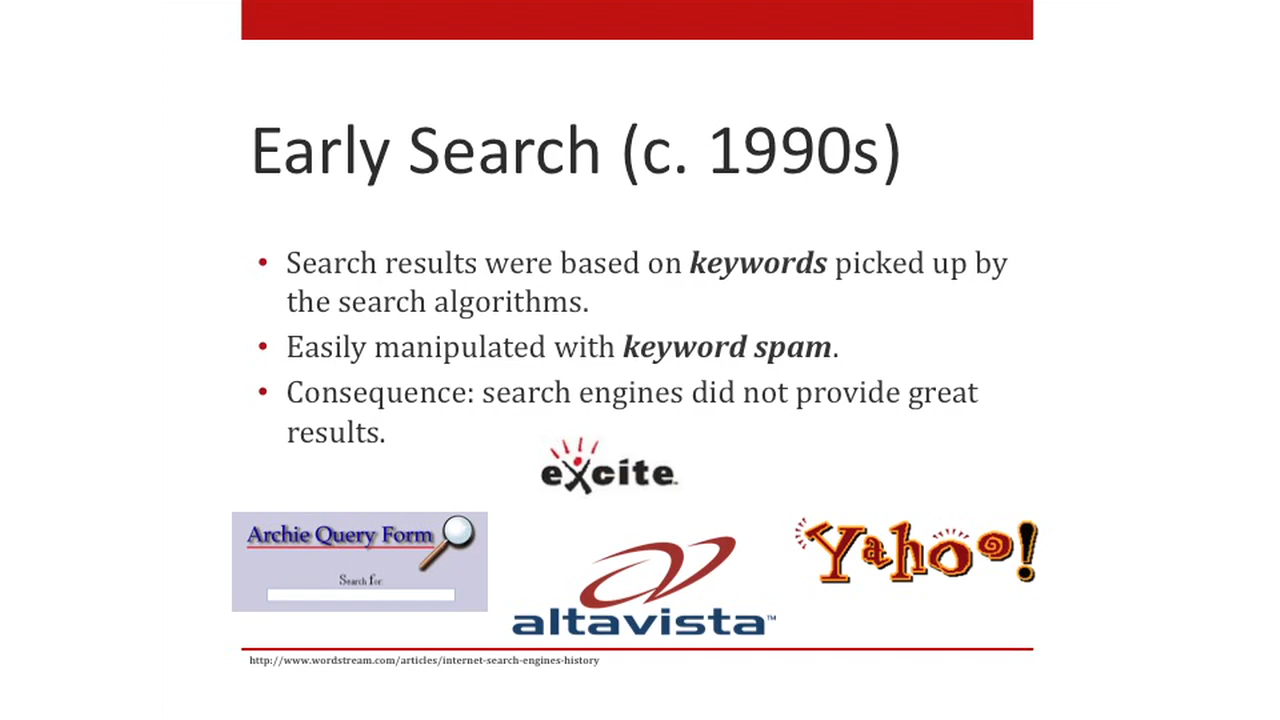 Early Search (c. 1990s)
• Search results were based on keywords picked up by
the search algorithms.
• Easily manipulated with keyword spam.
• Consequence: search engines did not provide great
results.
excite
Archie Query Form
Search for:
altavista™
Yahoo!
http://www.wordstream.com/articles/internet-search-engines-history